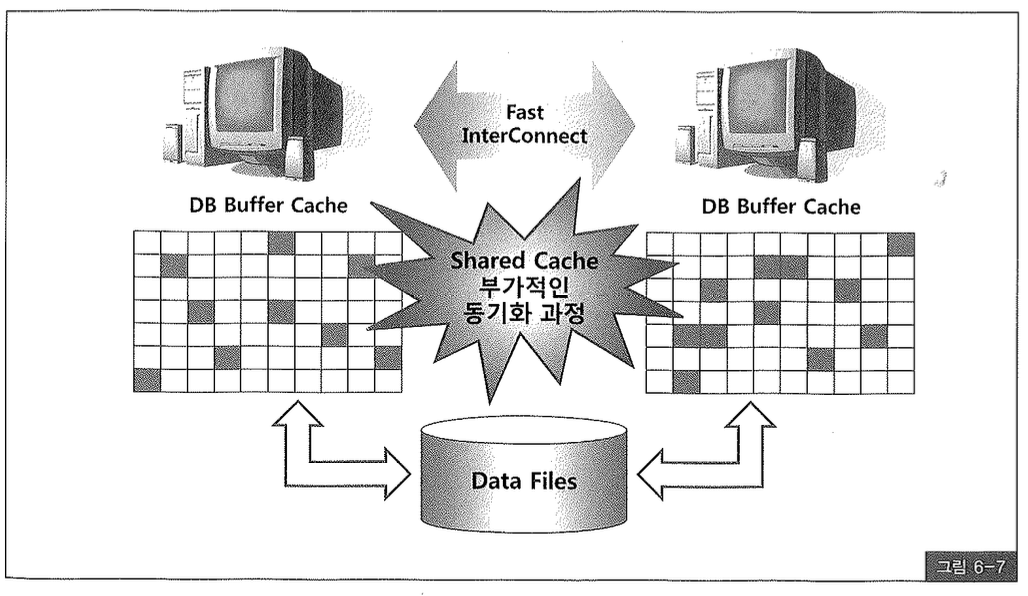 Fast
InterConnect
DB Buffer Cache
DB Buffer Cache
Shared Cache
부가적인
동기화 과정
Data Files
그림 6-7